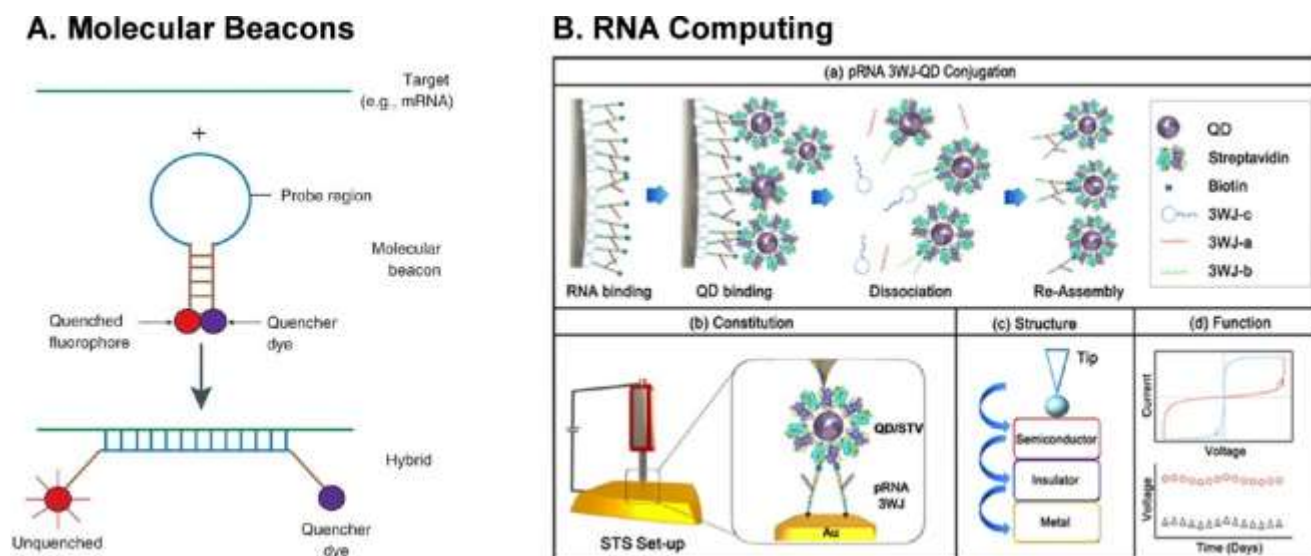 A. Molecular Beacons
Target
(e.g., mRNA)
+
Probe region
Molecular
beacon
Quenched
fluorophore
Quencher
dye
Hybrid
Unquenched
Quencher
dye
B. RNA Computing
(a) pRNA 3WJ-QD Conjugation
RNA binding
QD binding
Dissociation
Re-Assembly
QD
Streptavidin
Biotin
3WJ-c
3WJ-a
3WJ-b
(b) Constitution
QD/STV
pRNA
3WJ
Au
STS Set-up
(c) Structure
Tip
Semiconductor
Insulator
Metal
(d) Function
Current
Voltage
Voltage
Time (Days)